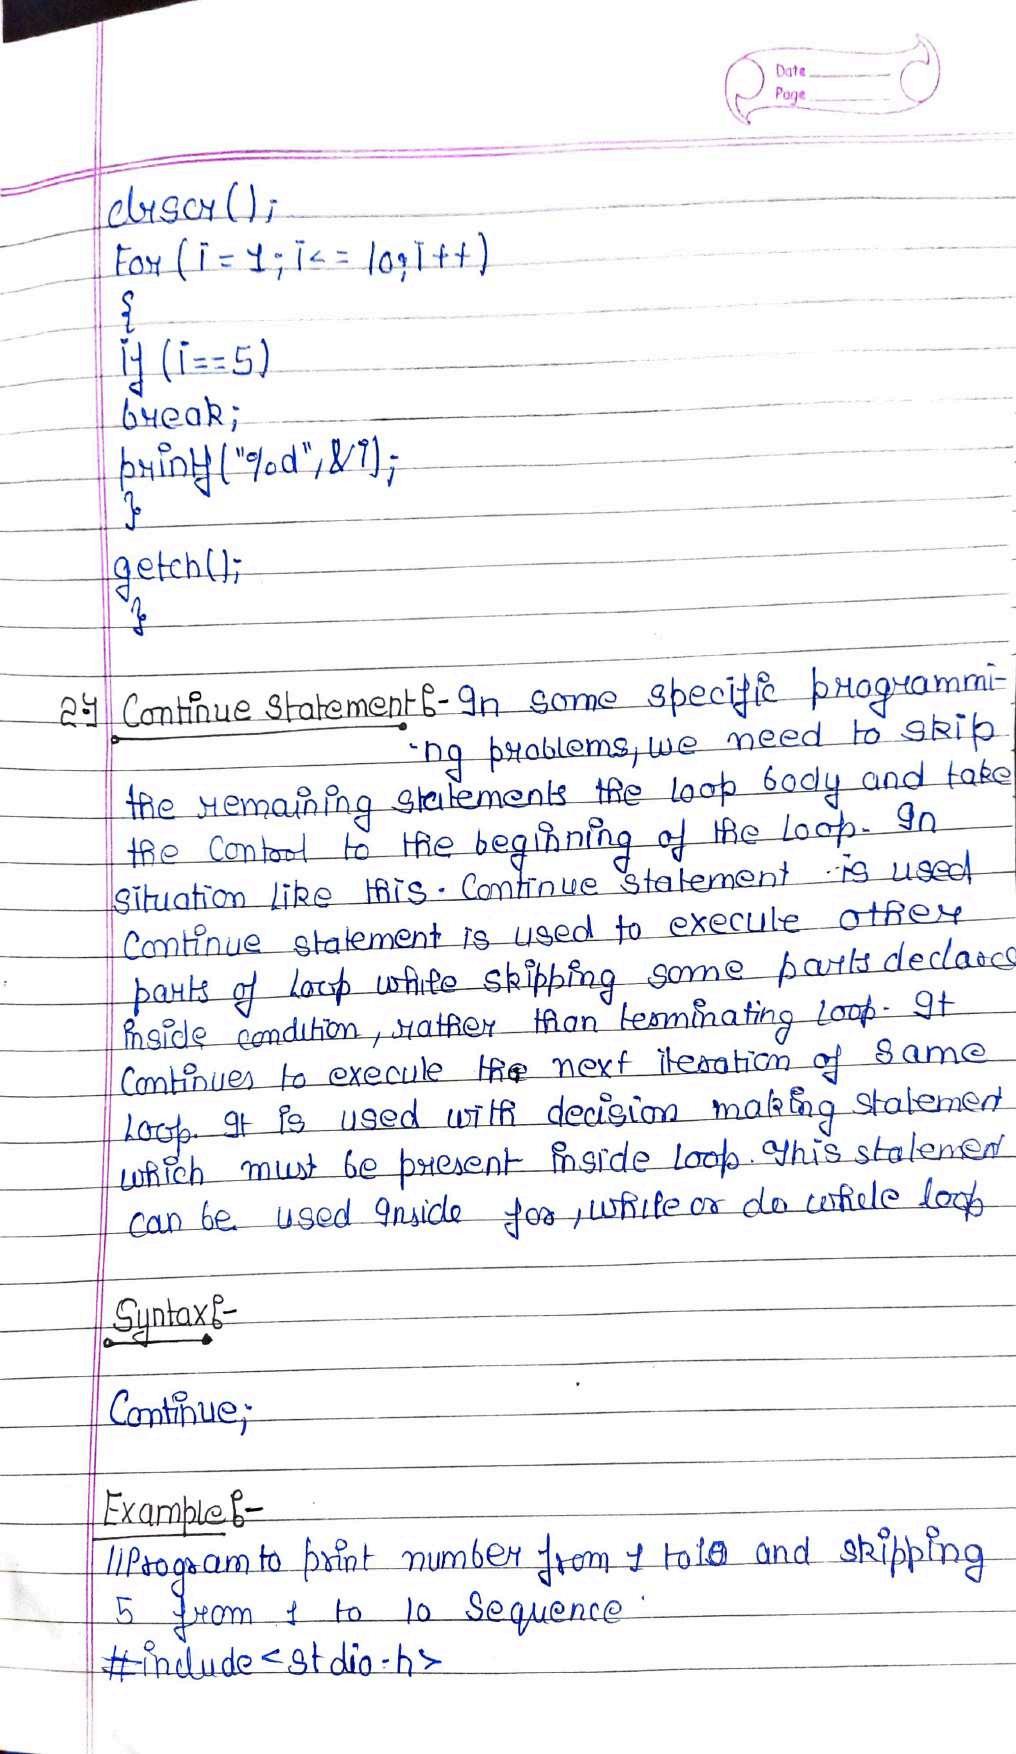 Date
Page
clrscr();
For (i = 1; i< = 10; i++)
{
if (i==5)
break;
printf("%d",&i);
}
getch();
}
2) Continue Statement :- In some specific programmi-
-ng problems, we need to skip
the remaining statements the loop body and take
the Control to the beginning of the loop. In
situation like this. Continue statement is used
Continue statement is used to execute other
parts of Loop while skipping some parts declares
inside condition, rather than terminating loop. It
Continues to execute the next iteration of same
Loop. It is used with decision making statement
which must be present inside loop. This statement
can be used Inside for, while or do while loop
Syntax :-
Continue;
Example :-
//Program to print number from 1 to 10 and skipping
5 from 1 to 10 Sequence.
#include <stdio.h>